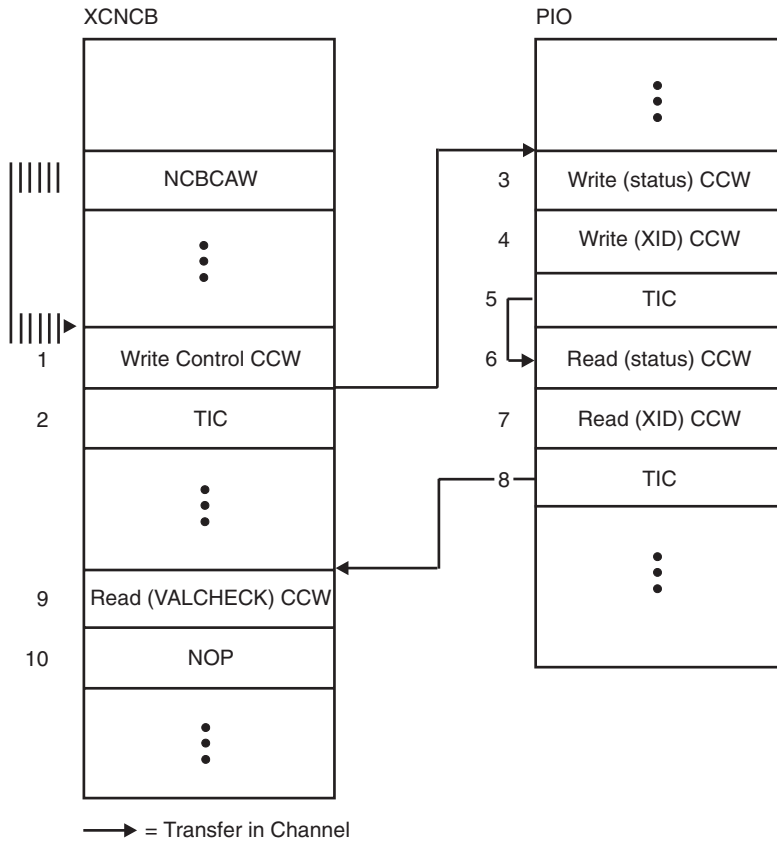 XCNCB
NCBCAW
1 Write Control CCW
2 TIC
9 Read (VALCHECK) CCW
10 NOP
PIO
3 Write (status) CCW
4 Write (XID) CCW
5 TIC
6 Read (status) CCW
7 Read (XID) CCW
8 TIC
= Transfer in Channel